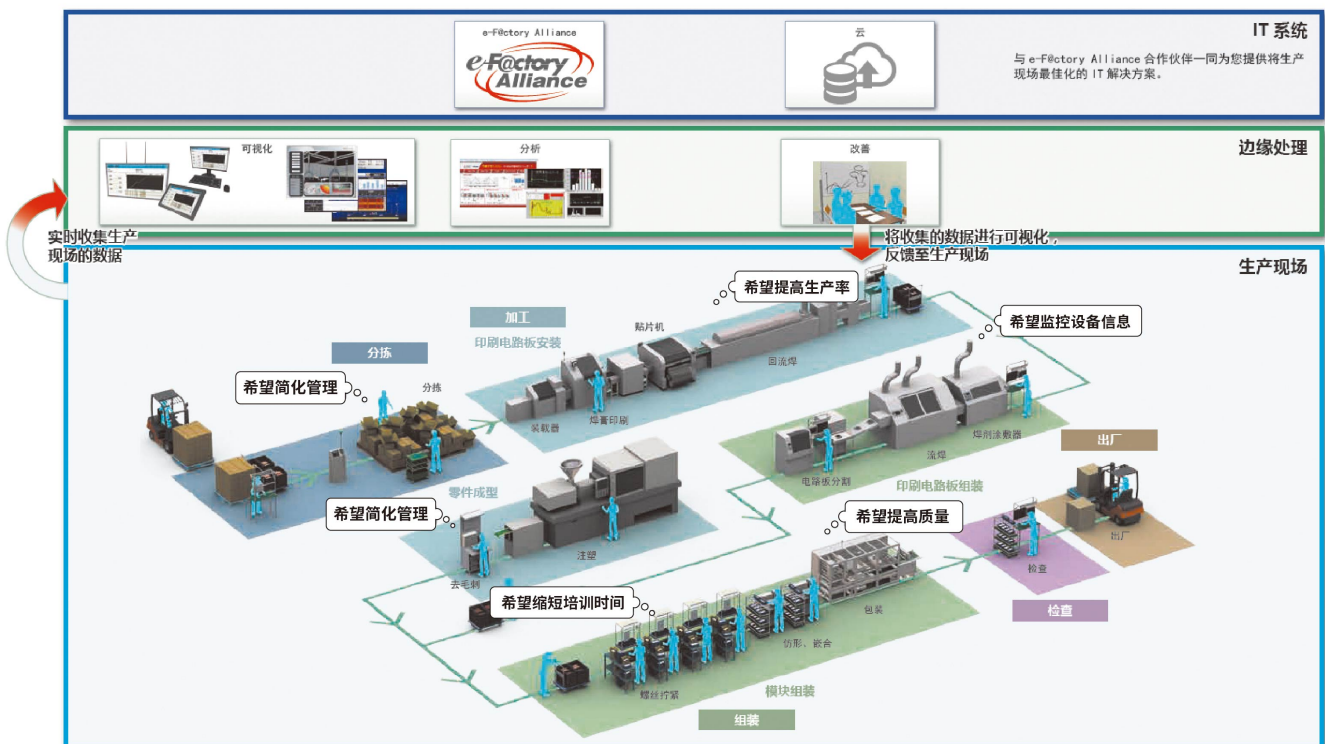 e-F@ctory Alliance
e-F@ctory
Alliance
云
IT 系统
与 e-F@ctory Alliance 合作伙伴一同为您提供将生产
现场最佳化的 IT 解决方案。
可视化
分析
改善
边缘处理
实时收集生产
现场的数据
将收集的数据进行可视化，
反馈至生产现场
生产现场
希望提高生产率
加工
印刷电路板安装
贴片机
希望监控设备信息
分拣
回流焊
希望简化管理
分拣
装载器
焊膏印刷
焊剂涂敷器
流焊
出厂
电路板分割
印刷电路板组装
零件成型
希望简化管理
希望提高质量
注塑
去毛刺
出厂
检查
希望缩短培训时间
包装
检查
仿形、嵌合
螺丝拧紧
模块组装
组装